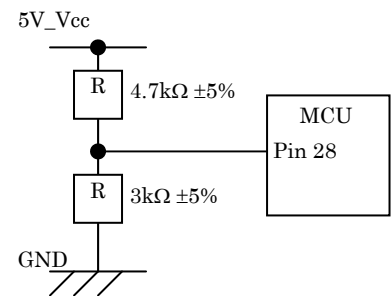 5V_Vcc
R
4.7kΩ ±5%
MCU
Pin 28
R
3kΩ ±5%
GND